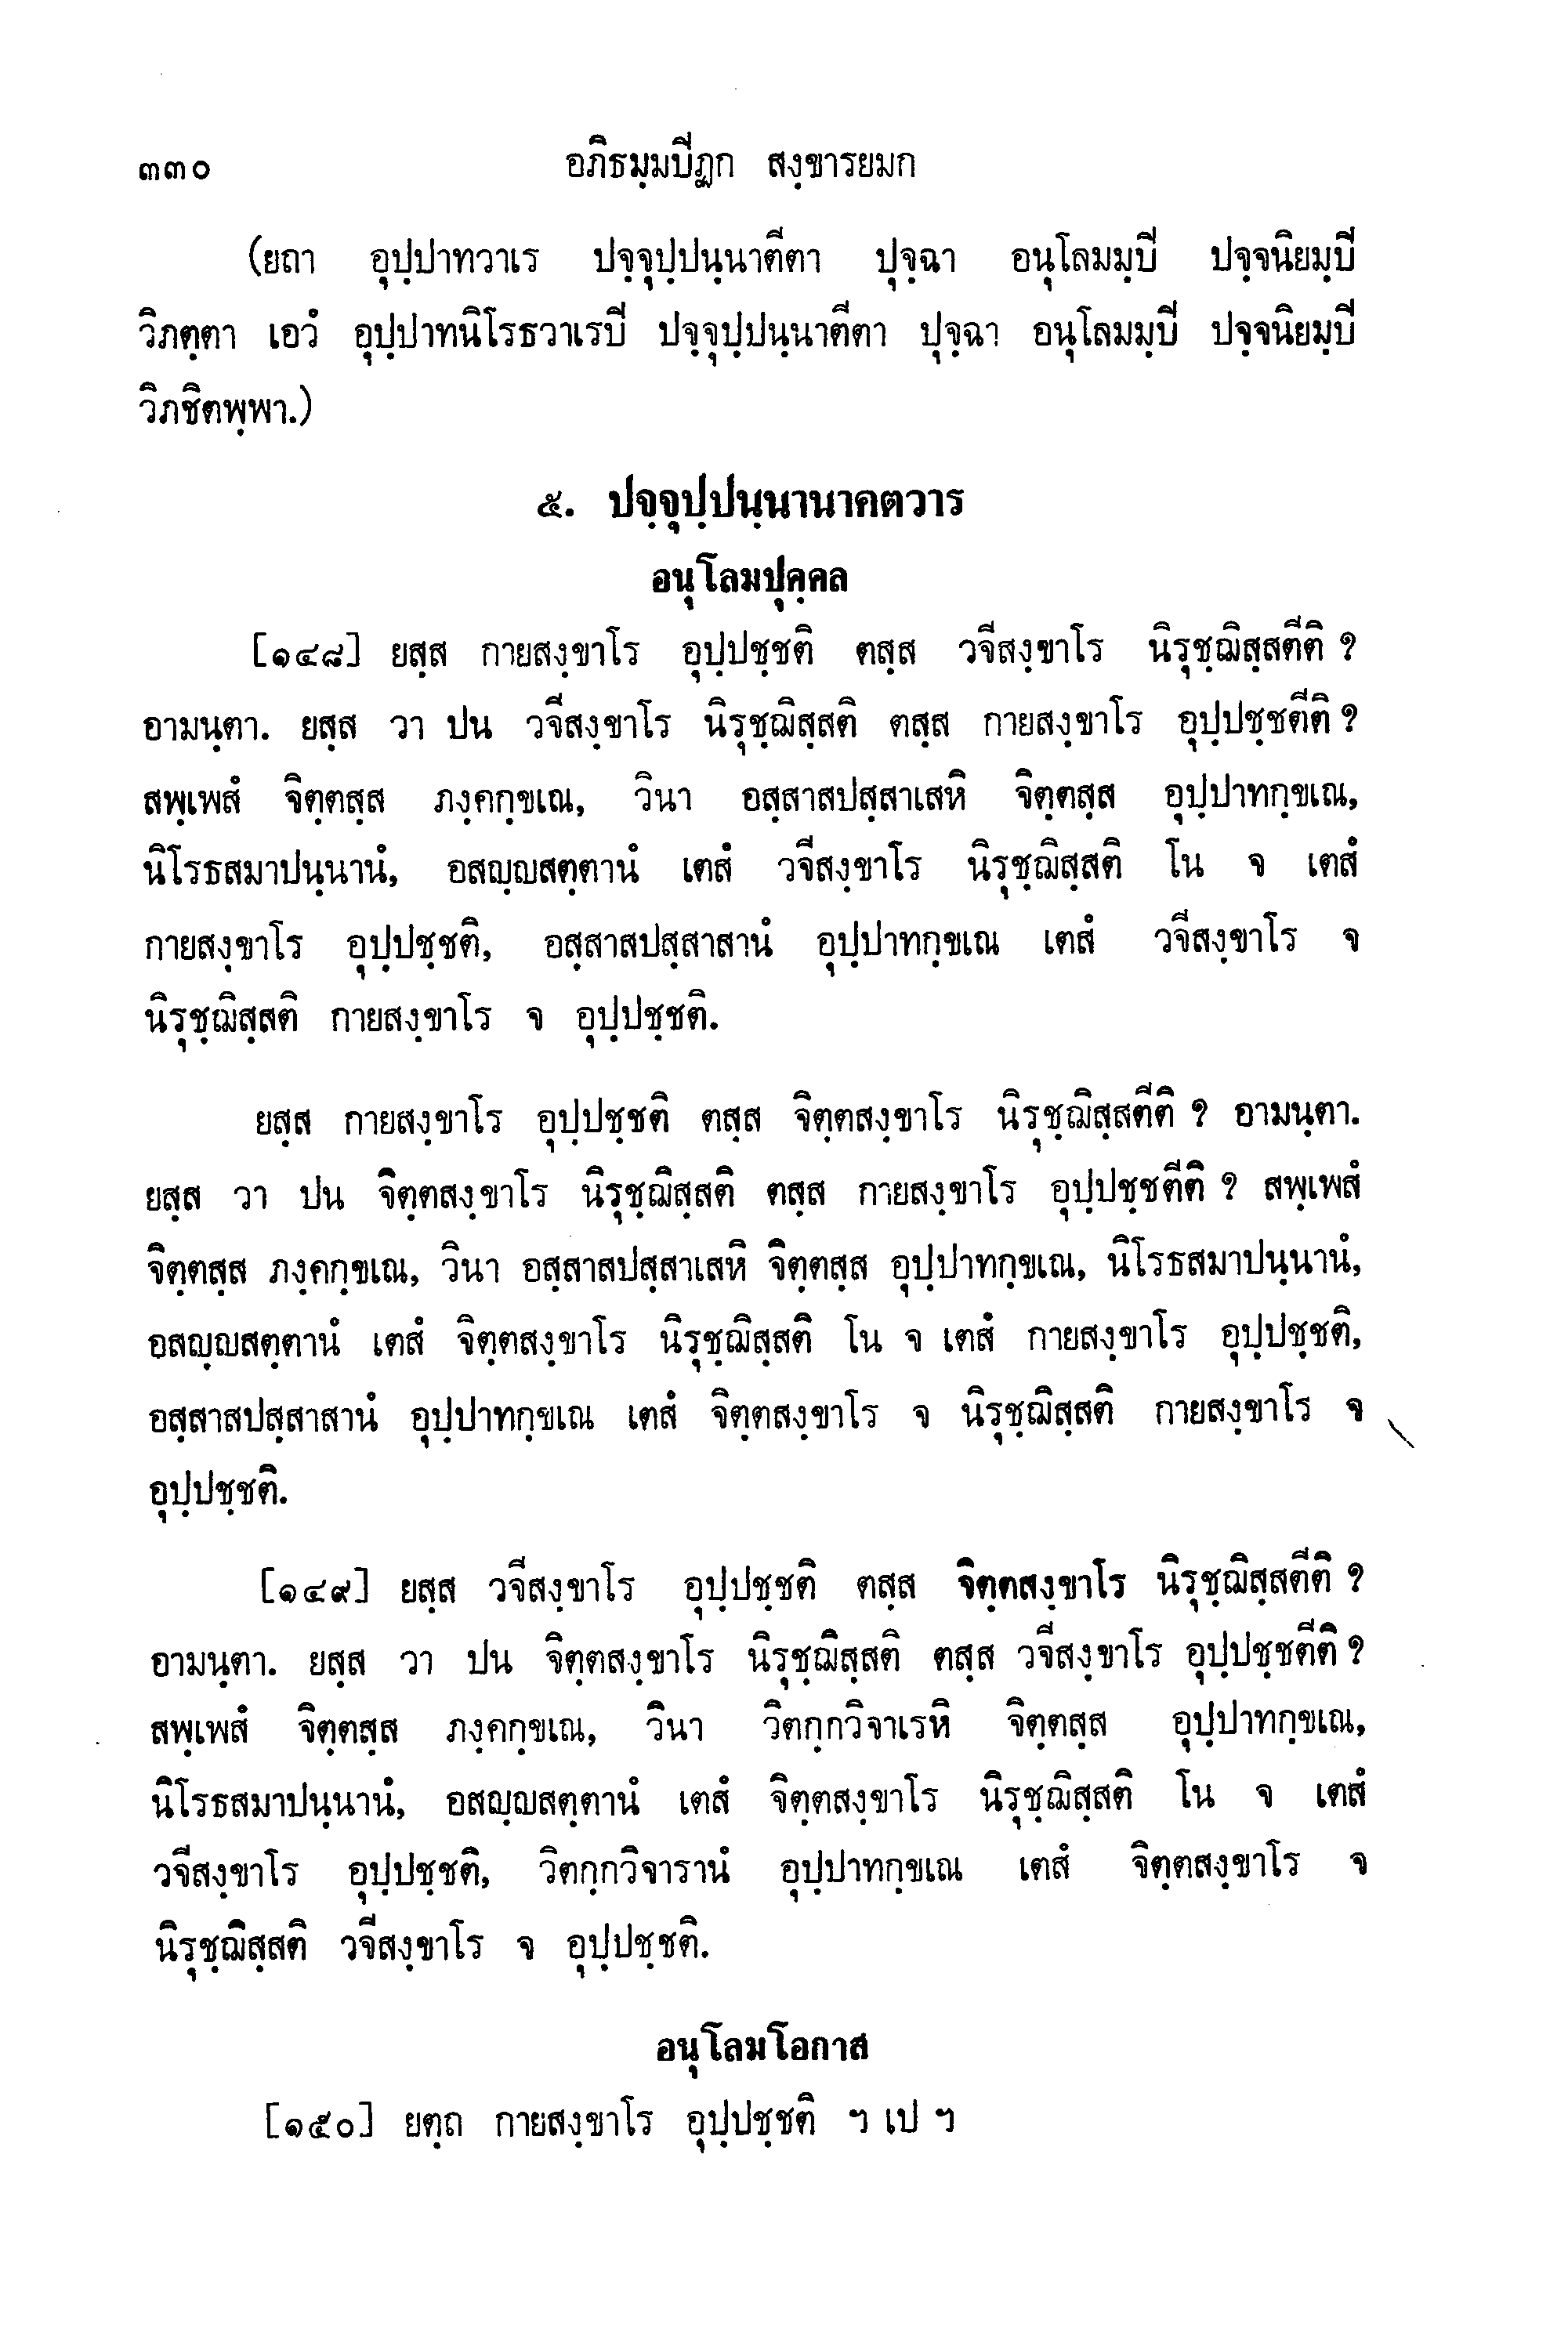 ๓๓๐ อภิธมฺมปีฏก สงฺขารยมก
(ยถา อุปฺปาทวาเร ปจฺจุปฺปนฺนาตีตา ปุจฺฉา อนุโลมมฺปี ปจฺจนิยมฺปี
วิภตฺตา เอวํ อุปฺปาทนิโรธวาเรปี ปจฺจุปฺปนฺนาตีตา ปุจฺฉา อนุโลมมฺปี ปจฺจนิยมฺปี
วิภชิตพฺพา.)
๕. ปจฺจุปฺปนฺนานาคตวาร
อนุโลมปุคฺคล
[๑๔๘] ยสฺส กายสงฺขาโร อุปฺปชฺชติ ตสฺส วจีสงฺขาโร นิรุชฺฌิสฺสตีติ ?
อามนฺตา. ยสฺส วา ปน วจีสงฺขาโร นิรุชฺฌิสฺสติ ตสฺส กายสงฺขาโร อุปฺปชฺชตีติ ?
สพฺเพสํ จิตฺตสฺส ภงฺคกฺขเณ, วินา อสฺสาสปสฺสาเสหิ จิตฺตสฺส อุปฺปาทกฺขเณ,
นิโรธสมาปนฺนานํ, อสญฺญสตฺตานํ เตสํ วจีสงฺขาโร นิรุชฺฌิสฺสติ โน จ เตสํ
กายสงฺขาโร อุปฺปชฺชติ, อสฺสาสปสฺสาสานํ อุปฺปาทกฺขเณ เตสํ วจีสงฺขาโร จ
นิรุชฺฌิสฺสติ กายสงฺขาโร จ อุปฺปชฺชติ.
ยสฺส กายสงฺขาโร อุปฺปชฺชติ ตสฺส จิตฺตสงฺขาโร นิรุชฺฌิสฺสตีติ ? อามนฺตา.
ยสฺส วา ปน จิตฺตสงฺขาโร นิรุชฺฌิสฺสติ ตสฺส กายสงฺขาโร อุปฺปชฺชตีติ ? สพฺเพสํ
จิตฺตสฺส ภงฺคกฺขเณ, วินา อสฺสาสปสฺสาเสหิ จิตฺตสฺส อุปฺปาทกฺขเณ, นิโรธสมาปนฺนานํ,
อสญฺญสตฺตานํ เตสํ จิตฺตสงฺขาโร นิรุชฺฌิสฺสติ โน จ เตสํ กายสงฺขาโร อุปฺปชฺชติ,
อสฺสาสปสฺสาสานํ อุปฺปาทกฺขเณ เตสํ จิตฺตสงฺขาโร จ นิรุชฺฌิสฺสติ กายสงฺขาโร จ
อุปฺปชฺชติ.
[๑๔๙] ยสฺส วจีสงฺขาโร อุปฺปชฺชติ ตสฺส จิตฺตสงฺขาโร นิรุชฺฌิสฺสตีติ ?
อามนฺตา. ยสฺส วา ปน จิตฺตสงฺขาโร นิรุชฺฌิสฺสติ ตสฺส วจีสงฺขาโร อุปฺปชฺชตีติ ?
สพฺเพสํ จิตฺตสฺส ภงฺคกฺขเณ, วินา วิตกฺกวิจาเรหิ จิตฺตสฺส อุปฺปาทกฺขเณ,
นิโรธสมาปนฺนานํ, อสญฺญสตฺตานํ เตสํ จิตฺตสงฺขาโร นิรุชฺฌิสฺสติ โน จ เตสํ
วจีสงฺขาโร อุปฺปชฺชติ, วิตกฺกวิจารานํ อุปฺปาทกฺขเณ เตสํ จิตฺตสงฺขาโร จ
นิรุชฺฌิสฺสติ วจีสงฺขาโร จ อุปฺปชฺชติ.
อนุโลมโอกาส
[๑๕๐] ยตฺถ กายสงฺขาโร อุปฺปชฺชติ ฯ เป ฯ